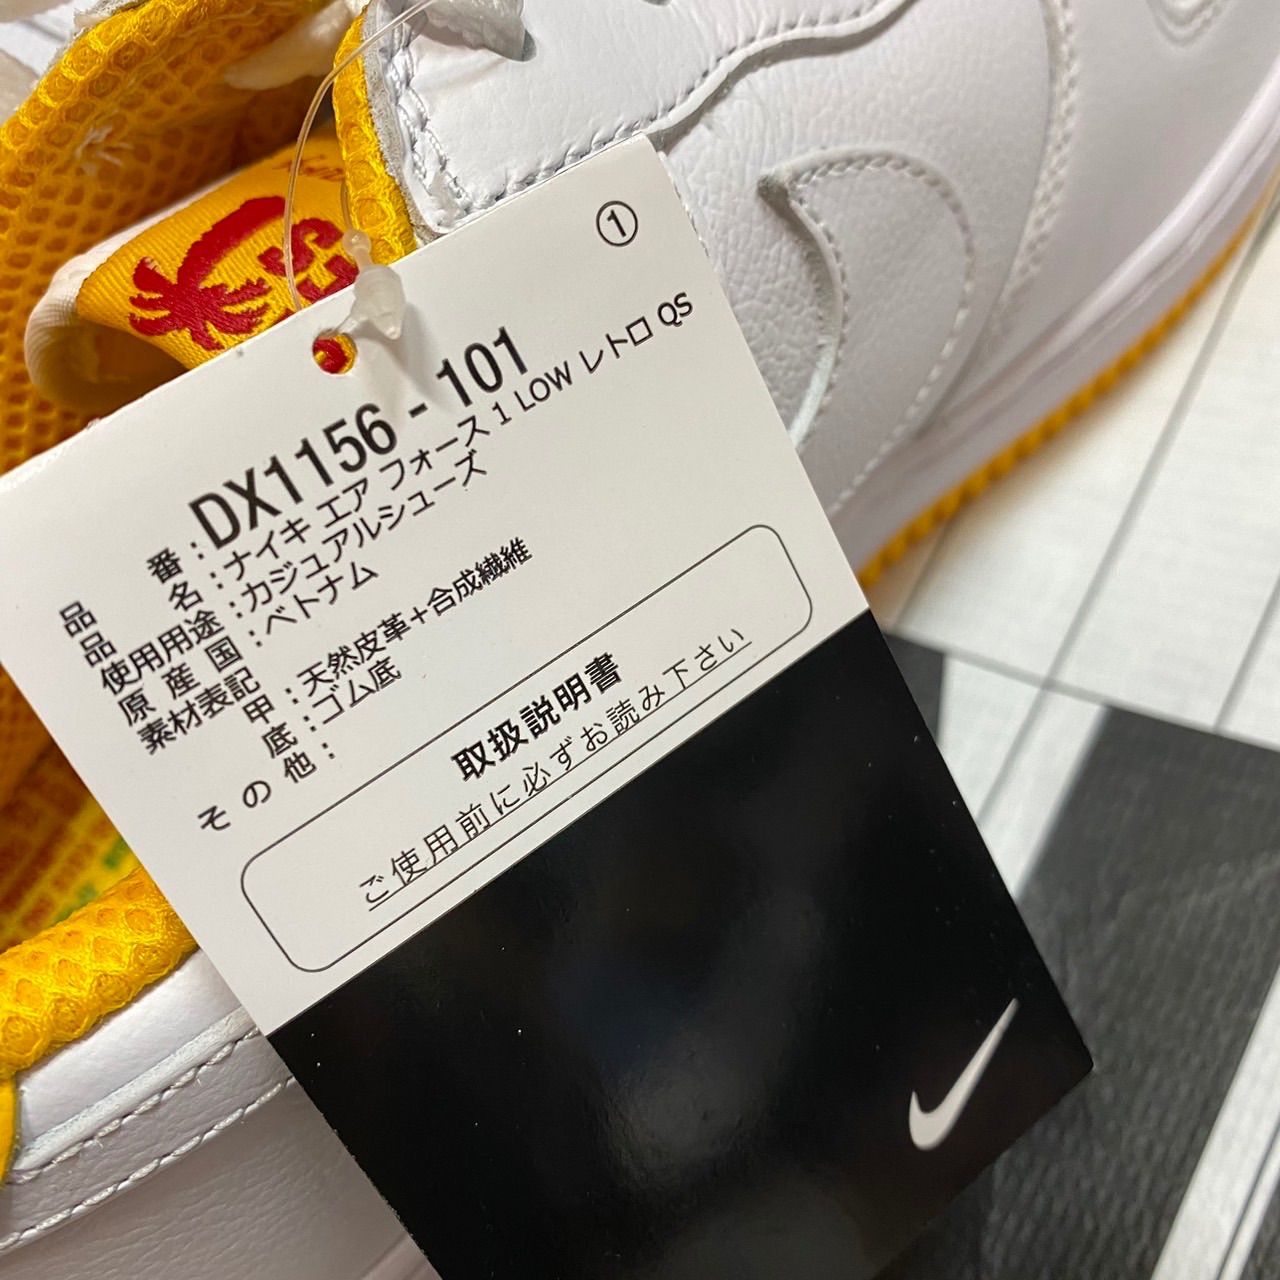 ①
品番：DX1156 - 101
品名：ナイキ エア フォース 1 LOW レトロ QS
使用用途：カジュアルシューズ
原産国：ベトナム
素材表記
甲：天然皮革＋合成繊維
底：ゴム底
その他：
取扱説明書
ご使用前に必ずお読み下さい